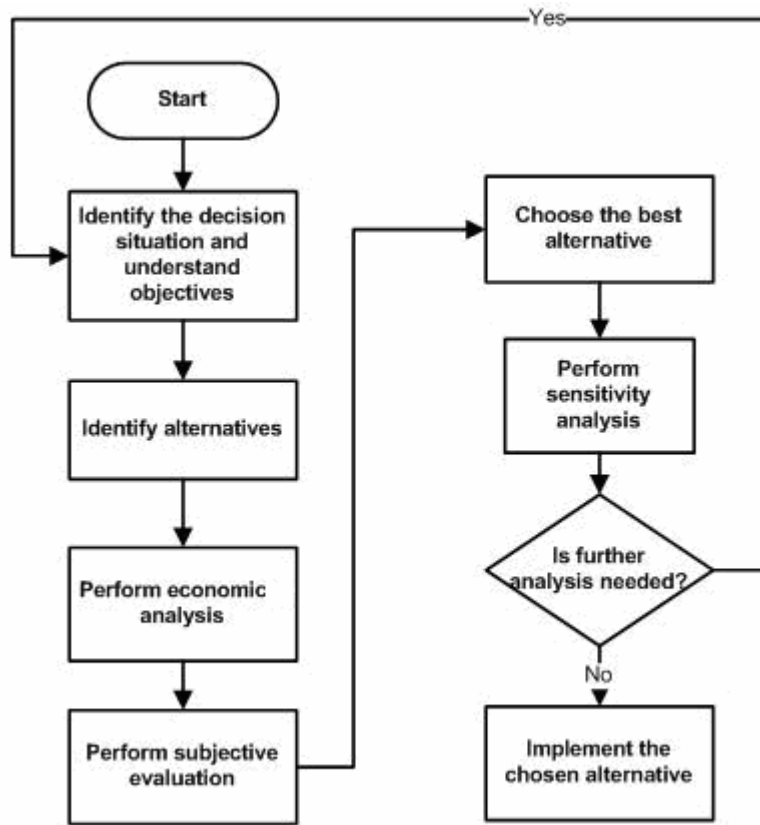 Yes
Start
Identify the decision
situation and
understand
objectives
Identify alternatives
Perform economic
analysis
Perform subjective
evaluation
Choose the best
alternative
Perform
sensitivity
analysis
Is further
analysis needed?
No
Implement the
chosen alternative